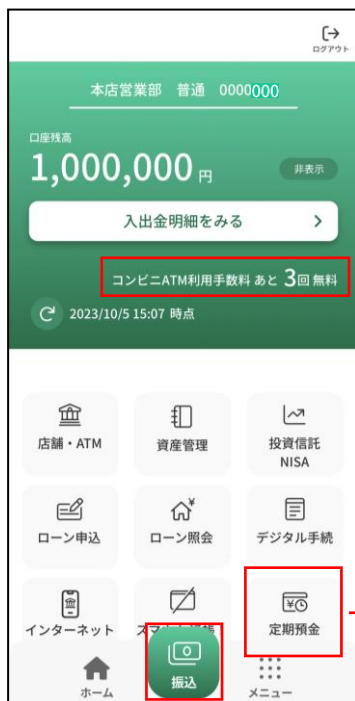 ログアウト
本店営業部 普通 0000000
口座残高
1,000,000 円
非表示
入出金明細をみる
コンビニATM利用手数料 あと 3回 無料
2023/10/5 15:07 時点
店舗・ATM
資産管理
投資信託
NISA
ローン申込
ローン照会
デジタル手続
インターネット
定期預金
ホーム
振込
メニュー